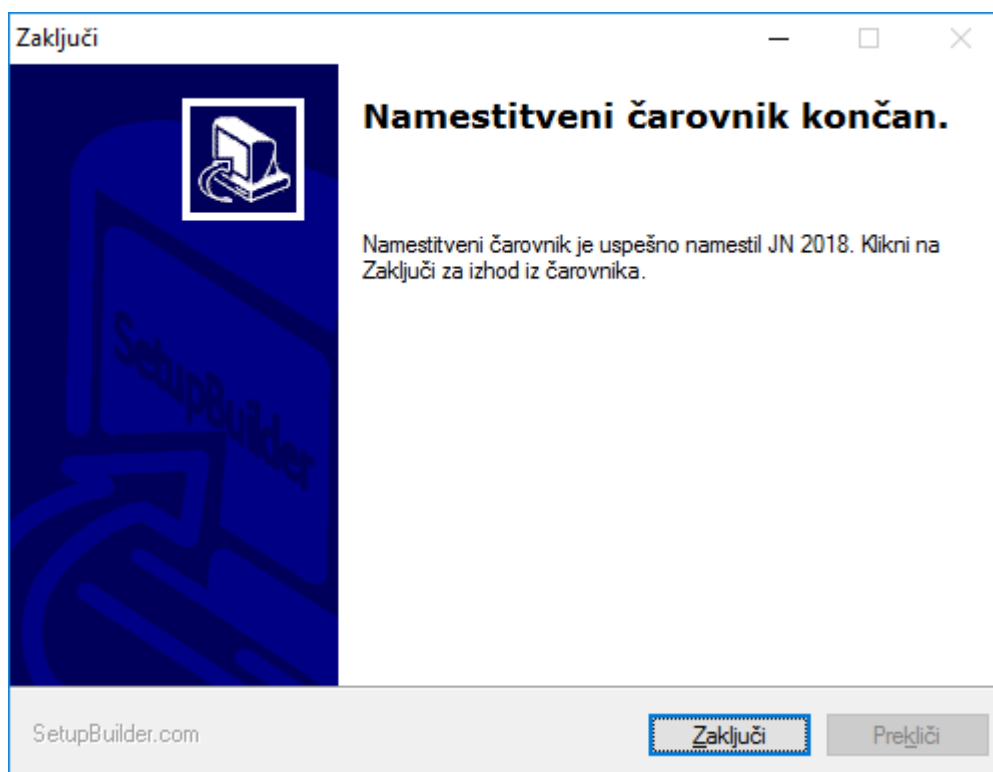 Zaključi
Namestitveni čarovnik končan.
Namestitveni čarovnik je uspešno namestil JN 2018. Klikni na
Zaključi za izhod iz čarovnika.
SetupBuilder
SetupBuilder.com
Zaključi
Prekliči